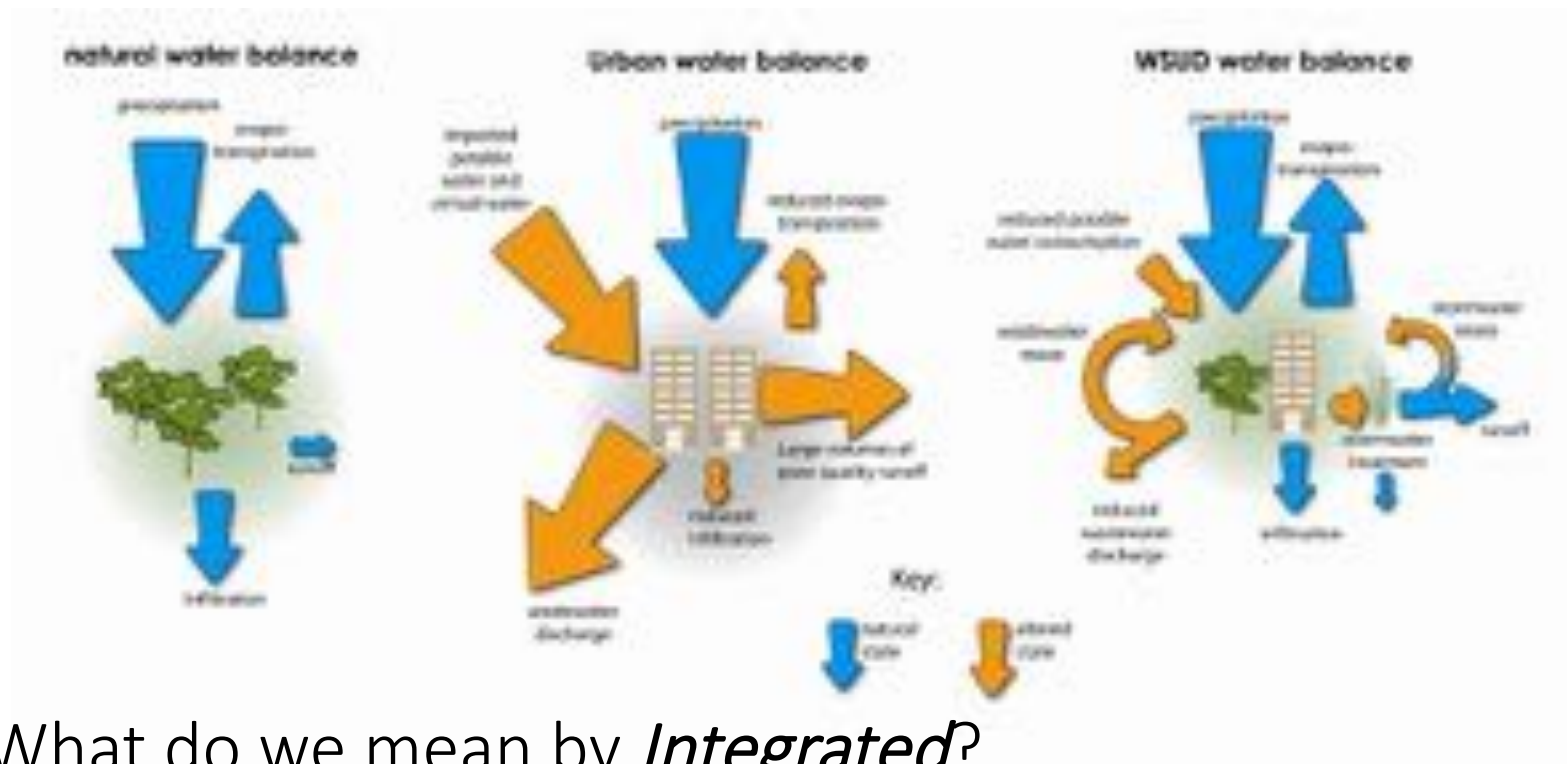 natural water balance
precipitation
evapo-
transpiration
runoff
infiltration
Urban water balance
imported
potable
water and
virtual water
precipitation
reduced evapo-
transpiration
Large volumes of
poor quality runoff
reduced
infiltration
wastewater
discharge
WSUD water balance
precipitation
evapo-
transpiration
reduced potable
water consumption
wastewater
reuse
stormwater
reuse
stormwater
treatment
runoff
reduced
wastewater
discharge
infiltration
Key:
natural
state
altered
state
What do we mean by Integrated?